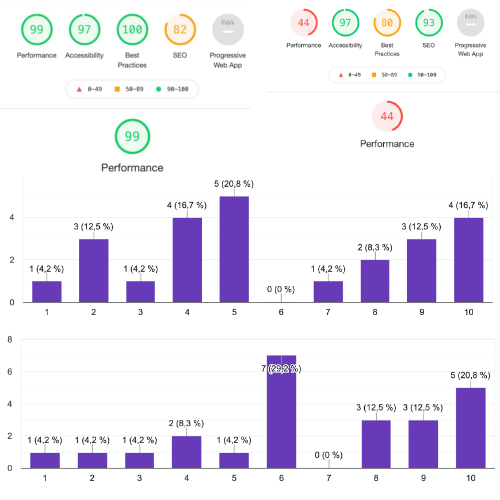 99 97 100 82 PWA
Performance Accessibility Best Practices SEO Progressive Web App
0–49 50–89 90–100
99
Performance
44 97 80 93 PWA
Performance Accessibility Best Practices SEO Progressive Web App
0–49 50–89 90–100
44
Performance
5 (20,8 %)
4 (16,7 %) 4 (16,7 %)
3 (12,5 %) 3 (12,5 %)
2 (8,3 %)
1 (4,2 %) 1 (4,2 %) 1 (4,2 %)
0 (0 %)
4
2
0
1 2 3 4 5 6 7 8 9 10
8
6
4
2
0
7 (29,2 %)
5 (20,8 %)
3 (12,5 %) 3 (12,5 %)
2 (8,3 %)
1 (4,2 %) 1 (4,2 %) 1 (4,2 %) 1 (4,2 %)
0 (0 %)
1 2 3 4 5 6 7 8 9 10